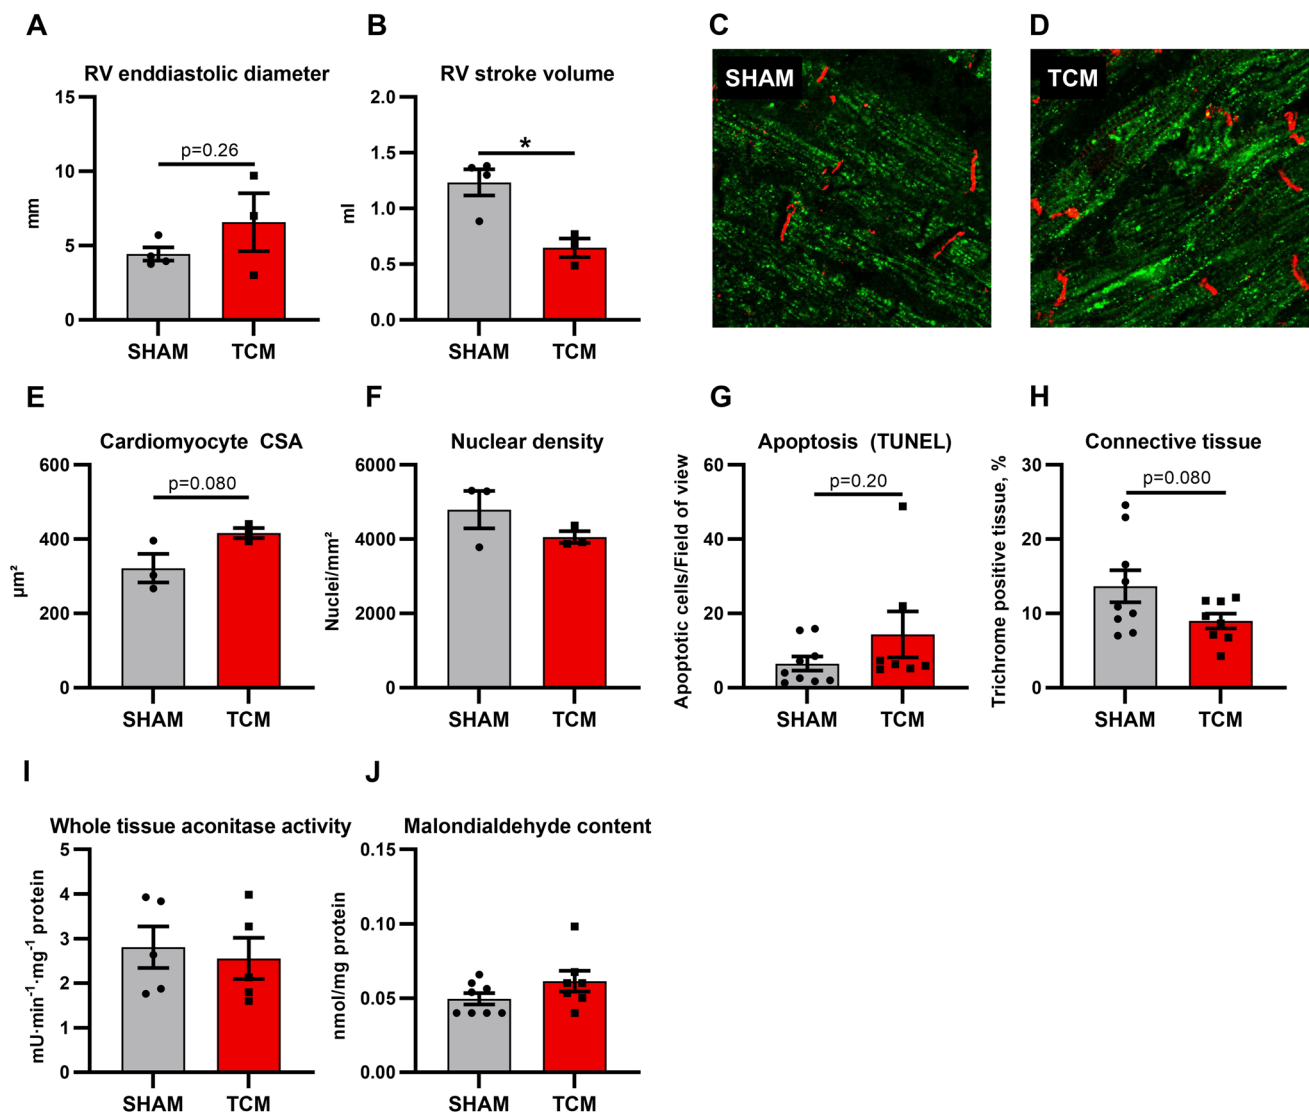 A
RV enddiastolic diameter
mm
15
10
5
0
p=0.26
SHAM TCM
B
RV stroke volume
ml
2.0
1.5
1.0
0.5
0.0
*
SHAM TCM
C
SHAM
D
TCM
E
Cardiomyocyte CSA
µm²
600
400
200
0
p=0.080
SHAM TCM
F
Nuclear density
Nuclei/mm²
6000
4000
2000
0
SHAM TCM
G
Apoptosis (TUNEL)
Apoptotic cells/Field of view
60
40
20
0
p=0.20
SHAM TCM
H
Connective tissue
Trichrome positive tissue, %
30
20
10
0
p=0.080
SHAM TCM
I
Whole tissue aconitase activity
mU·min⁻¹·mg⁻¹ protein
5
4
3
2
1
0
SHAM TCM
J
Malondialdehyde content
nmol/mg protein
0.15
0.10
0.05
0.00
SHAM TCM